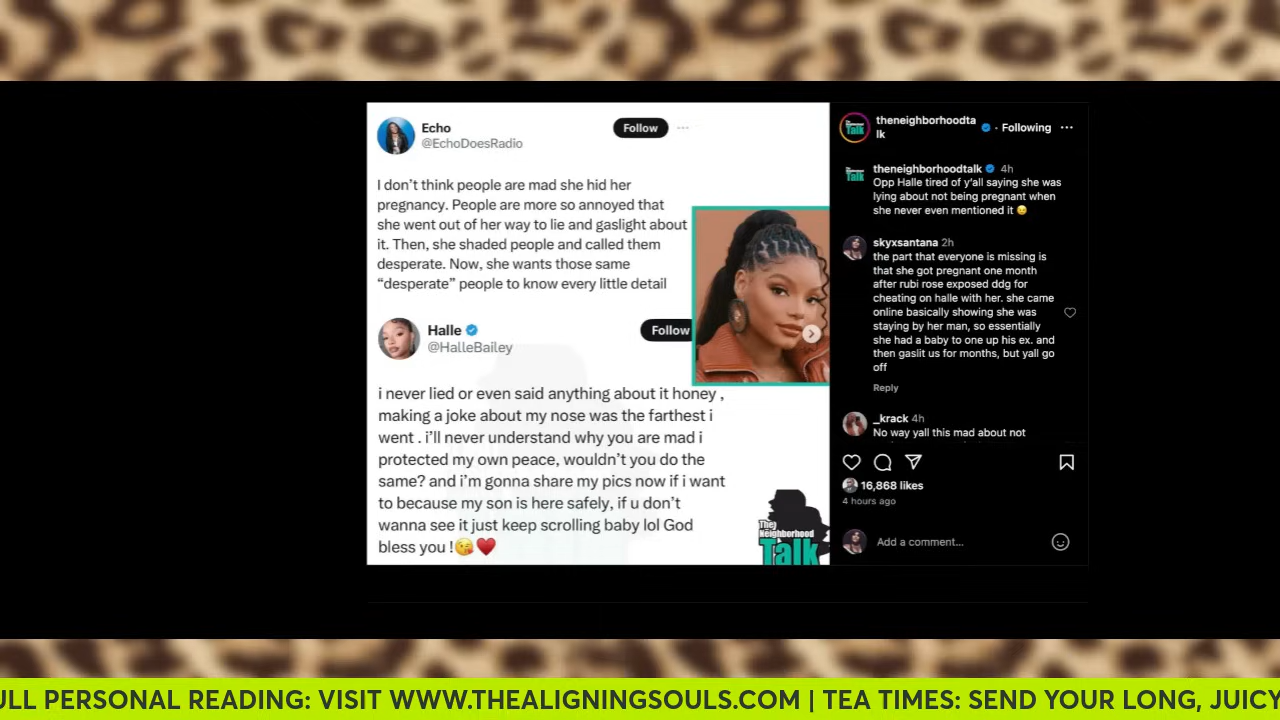 Echo
@EchoDoesRadio
Follow
I don't think people are mad she hid her
pregnancy. People are more so annoyed that
she went out of her way to lie and gaslight about
it. Then, she shaded people and called them
desperate. Now, she wants those same
“desperate” people to know every little detail
Halle
@HalleBailey
Follow
i never lied or even said anything about it honey ,
making a joke about my nose was the farthest i
went . i'll never understand why you are mad i
protected my own peace, wouldn't you do the
same? and i'm gonna share my pics now if i want
to because my son is here safely, if u don't
wanna see it just keep scrolling baby lol God
bless you !😘♥️
The
Neighborhood
Talk
theneighborhoodta
lk
• Following
theneighborhoodtalk 4h
Opp Halle tired of y'all saying she was
lying about not being pregnant when
she never even mentioned it 😉
skyxsantana 2h
the part that everyone is missing is
that she got pregnant one month
after rubi rose exposed ddg for
cheating on halle with her. she came
online basically showing she was
staying by her man, so essentially
she had a baby to one up his ex. and
then gaslit us for months, but yall go
off
Reply
_krack 4h
No way yall this mad about not
16,868 likes
4 hours ago
Add a comment...
ULL PERSONAL READING: VISIT WWW.THEALIGNINGSOULS.COM | TEA TIMES: SEND YOUR LONG, JUICY